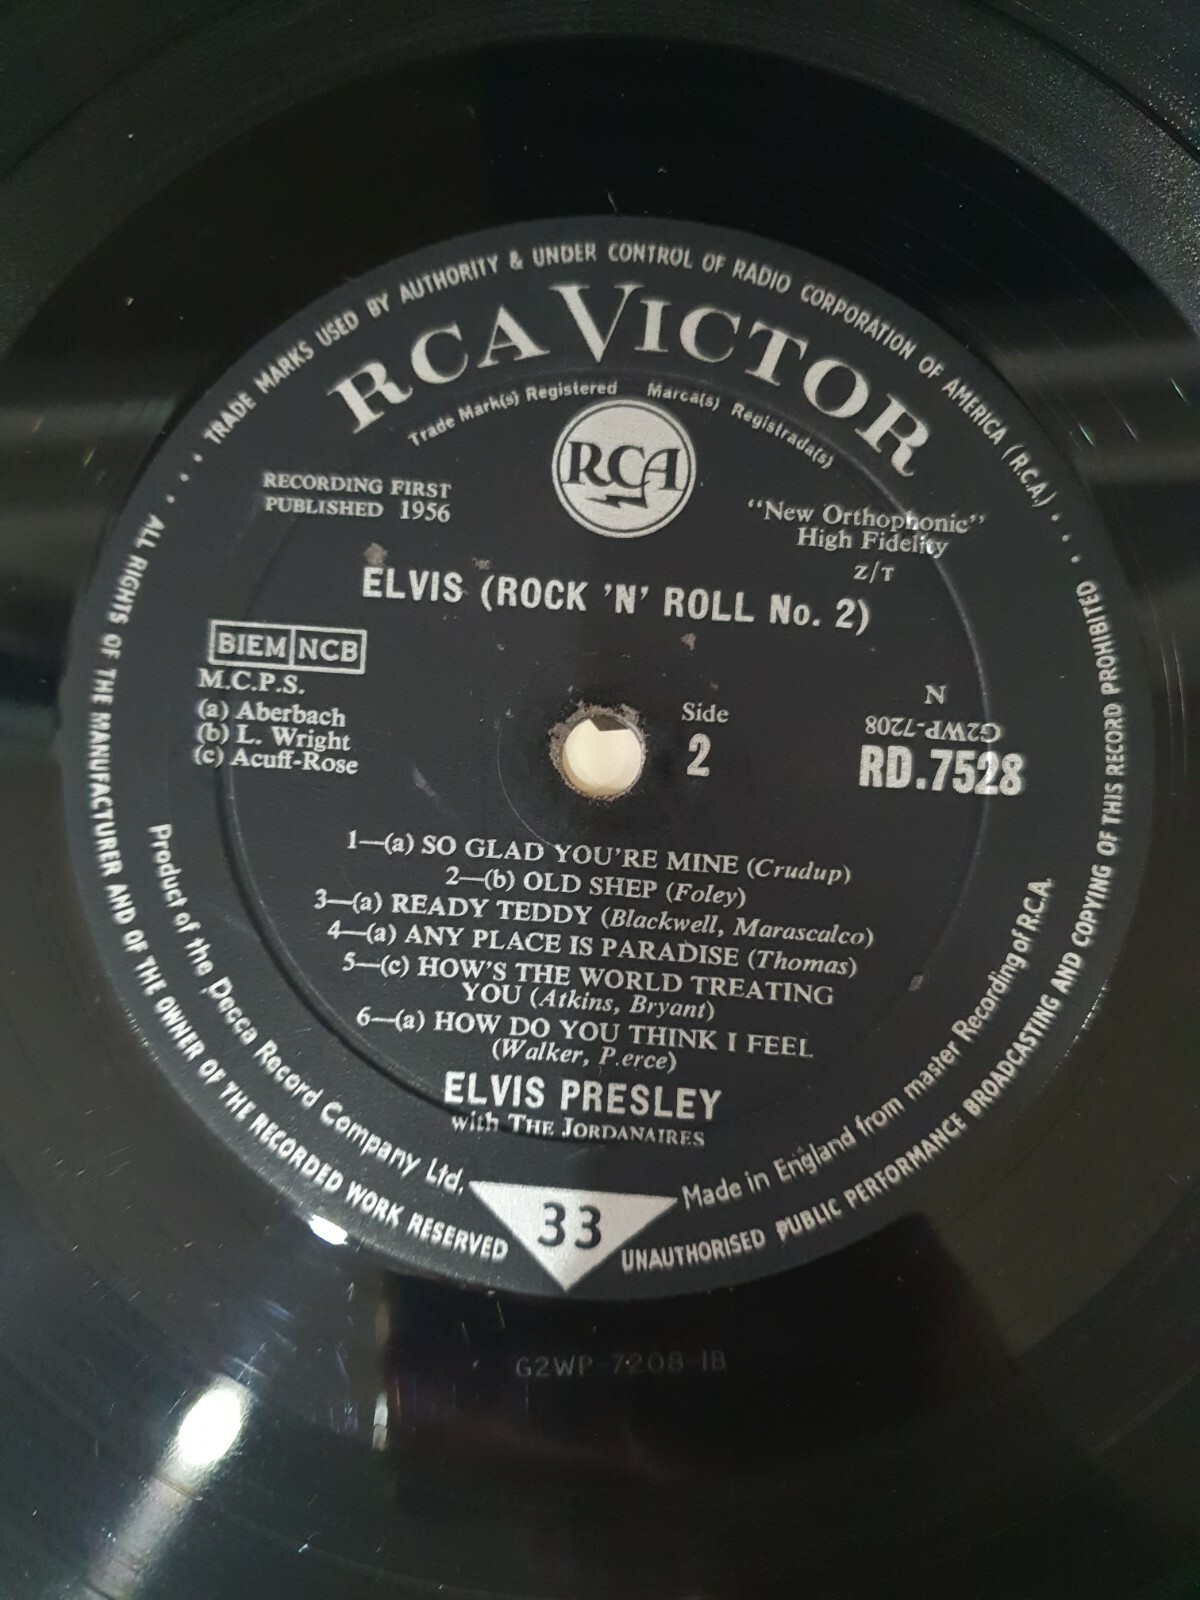 TRADE MARKS USED BY AUTHORITY & UNDER CONTROL OF RADIO CORPORATION OF AMERICA (R.C.A.)
RCA VICTOR
Trade Mark(s) Registered Marca(s) Registrada(s)
RCA
RECORDING FIRST
PUBLISHED 1956
"New Orthophonic"
High Fidelity
Z/T
ELVIS (ROCK 'N' ROLL No. 2)
BIEM NCB
M.C.P.S.
(a) Aberbach
(b) L. Wright
(c) Acuff-Rose
Side
2
N
G2WP-7208
RD.7528
1—(a) SO GLAD YOU'RE MINE (Crudup)
2—(b) OLD SHEP (Foley)
3—(a) READY TEDDY (Blackwell, Marascalco)
4—(a) ANY PLACE IS PARADISE (Thomas)
5—(c) HOW'S THE WORLD TREATING
YOU (Atkins, Bryant)
6—(a) HOW DO YOU THINK I FEEL
(Walker, P.erce)
ELVIS PRESLEY
with THE JORDANAIRES
Product of the Decca Record Company Ltd.
33
Made in England from master Recording of R.C.A.
ALL RIGHTS OF THE MANUFACTURER AND OF THE OWNER OF THE RECORDED WORK RESERVED
UNAUTHORISED PUBLIC PERFORMANCE BROADCASTING AND COPYING OF THIS RECORD PROHIBITED
G2WP-7208-1B